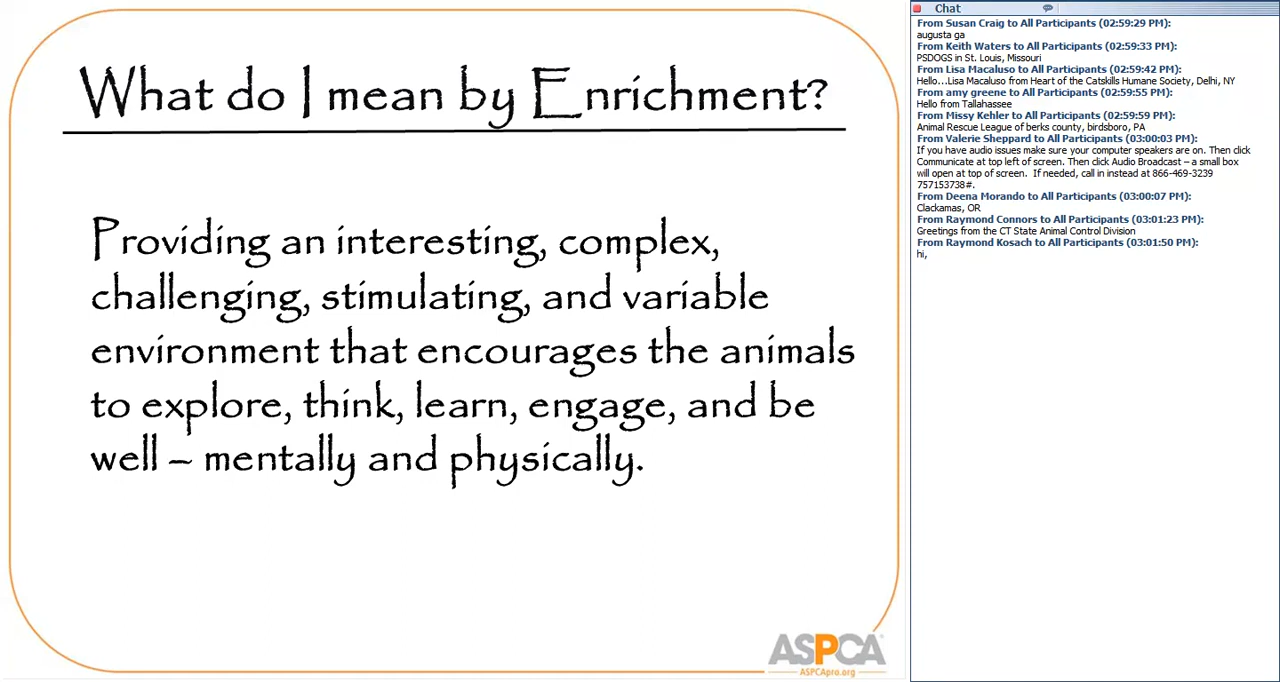 What do I mean by Enrichment?
Providing an interesting, complex,
challenging, stimulating, and variable
environment that encourages the animals
to explore, think, learn, engage, and be
well – mentally and physically.
ASPCA®
ASPCApro.org
Chat
From Susan Craig to All Participants (02:59:29 PM):
augusta ga
From Keith Waters to All Participants (02:59:33 PM):
PSDOGS in St. Louis, Missouri
From Lisa Macaluso to All Participants (02:59:42 PM):
Hello...Lisa Macaluso from Heart of the Catskills Humane Society, Delhi, NY
From amy greene to All Participants (02:59:55 PM):
Hello from Tallahassee
From Missy Kehler to All Participants (02:59:59 PM):
Animal Rescue League of berks county, birdsboro, PA
From Valerie Sheppard to All Participants (03:00:03 PM):
If you have audio issues make sure your computer speakers are on. Then click
Communicate at top left of screen. Then click Audio Broadcast – a small box
will open at top of screen.  If needed, call in instead at 866-469-3239
757153738#.
From Deena Morando to All Participants (03:00:07 PM):
Clackamas, OR
From Raymond Connors to All Participants (03:01:23 PM):
Greetings from the CT State Animal Control Division
From Raymond Kosach to All Participants (03:01:50 PM):
hi,